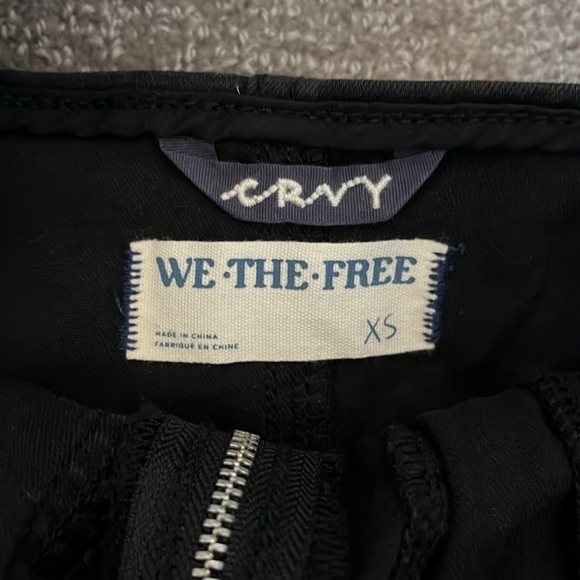 CRVY
WE·THE·FREE
XS
MADE IN CHINA
FABRIQUÉ EN CHINE